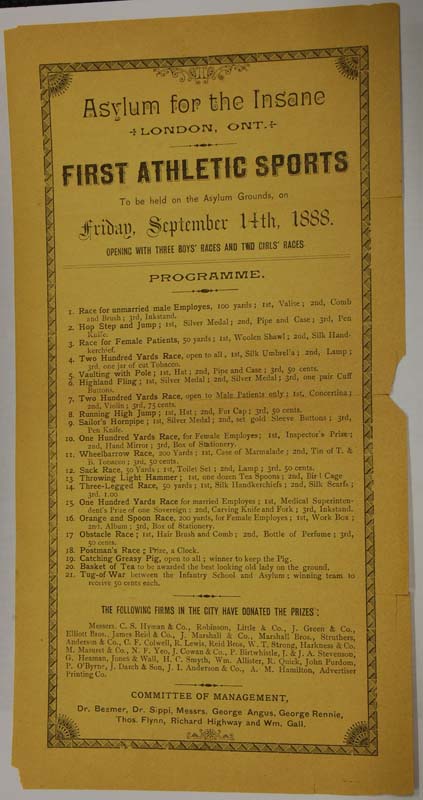 Asylum for the Insane
LONDON, ONT.
FIRST ATHLETIC SPORTS
To be held on the Asylum Grounds, on
Friday, September 14th, 1888.
OPENING WITH THREE BOYS' RACES AND TWO GIRLS' RACES
PROGRAMME.
1. Race for unmarried male Employes, 100 yards; 1st, Valise; 2nd, Comb
and Brush; 3rd, Inkstand.
2. Hop Step and Jump; 1st, Silver Medal; 2nd, Pipe and Case; 3rd, Pen
Knife.
3. Race for Female Patients, 50 yards; 1st, Woolen Shawl; 2nd, Silk Hand-
kerchief.
4. Two Hundred Yards Race, open to all, 1st, Silk Umbrel'a; 2nd, Lamp;
3rd, one jar of cut Tobacco.
5. Vaulting with Pole; 1st, Hat; 2nd, Pipe and Case; 3rd, 50 cents.
6. Highland Fling; 1st, Silver Medal; 2nd, Silver Medal; 3rd, one pair Cuff
Buttons.
7. Two Hundred Yards Race, open to Male Patients only; 1st, Concertina;
2nd, Violin; 3rd, 75 cents.
8. Running High Jump; 1st, Hat; 2nd, Fur Cap; 3rd, 50 cents.
9. Sailor's Hornpipe; 1st, Silver Medal; 2nd, set gold Sleeve Buttons; 3rd,
Pen Knife.
10. One Hundred Yards Race, for Female Employes; 1st, Inspector's Prize;
2nd, Hand Mirror; 3rd, Box of Stationery.
11. Wheelbarrow Race, 200 Yards; 1st, Case of Marmalade; 2nd, Tin of T. &
B. Tobacco; 3rd, 50 cents.
12. Sack Race, 50 Yards; 1st, Toilet Set; 2nd, Lamp; 3rd, 50 cents.
13. Throwing Light Hammer; 1st, one dozen Tea Spoons; 2nd, Bird Cage
14. Three-Legged Race, 50 yards; 1st, Silk Handkerchiefs; 2nd, Silk Scarfs;
3rd, 1.00
15. One Hundred Yards Race for married Employes; 1st, Medical Superinten-
dent's Prize of one Sovereign; 2nd, Carving Knife and Fork; 3rd, Inkstand.
16. Orange and Spoon Race, 200 yards, for Female Employes; 1st, Work Box;
2nd, Album; 3rd, Box of Stationery.
17 Obstacle Race; 1st, Hair Brush and Comb; 2nd, Bottle of Perfume; 3rd,
50 cents.
18. Postman's Race; Prize, a Clock.
19. Catching Greasy Pig, open to all; winner to keep the Pig.
20. Basket of Tea to be awarded the best looking old lady on the ground.
21. Tug-of-War between the Infantry School and Asylum; winning team to
receive 50 cents each.
THE FOLLOWING FIRMS IN THE CITY HAVE DONATED THE PRIZES:
Messrs. C. S. Hyman & Co., Robinson, Little & Co., J. Green & Co.,
Elliott Bros., James Reid & Co., J. Marshall & Co., Marshall Bros., Struthers,
Anderson & Co., C. F. Colwell, R. Lewis, Reid Bros., W. T. Strong, Harkness & Co.
M. Masuret & Co., N. F. Yeo, J. Cowan & Co., P. Birtwhistle, J. & J. A. Stevenson,
G. Heaman, Jones & Wall, H. C. Smyth, Wm. Allister, R. Quick, John Purdom,
P. O'Byrne, J. Darch & Son, J. I. Anderson & Co., A. M. Hamilton, Advertiser
Printing Co.
COMMITTEE OF MANAGEMENT,
Dr. Beemer, Dr. Sippi, Messrs. George Angus, George Rennie,
Thos. Flynn, Richard Highway and Wm. Gall.